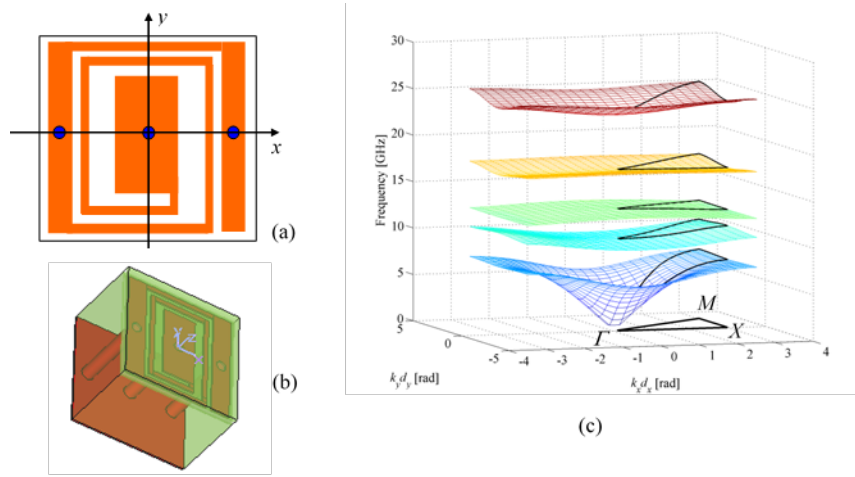 y
x
(a)
y
z
x
(b)
30
25
20
15
10
5
0
Frequency [GHz]
5
0
-5
k_y d_y [rad]
-4
-3
-2
-1
0
1
2
3
4
k_x d_x [rad]
Γ
M
X
(c)